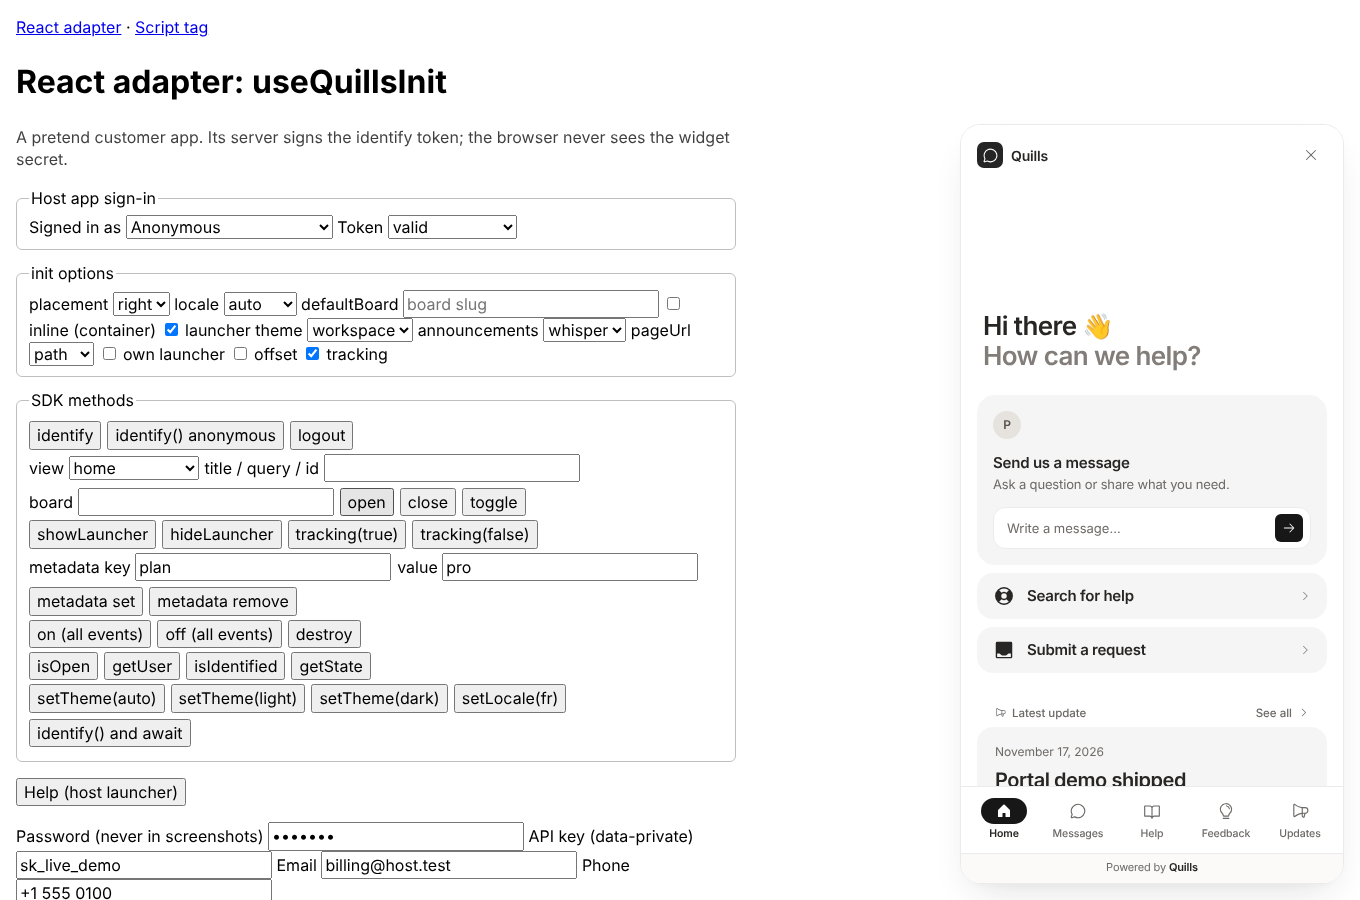 React adapter · Script tag
React adapter: useQuillsInit
A pretend customer app. Its server signs the identify token; the browser never sees the widget
secret.
Host app sign-in
Signed in as Anonymous Token valid
init options
placement right locale auto defaultBoard board slug
inline (container) launcher theme workspace announcements whisper pageUrl
path own launcher offset tracking
SDK methods
identify identify() anonymous logout
view home title / query / id
board open close toggle
showLauncher hideLauncher tracking(true) tracking(false)
metadata key plan value pro
metadata set metadata remove
on (all events) off (all events) destroy
isOpen getUser isIdentified getState
setTheme(auto) setTheme(light) setTheme(dark) setLocale(fr)
identify() and await
Help (host launcher)
Password (never in screenshots) ••••••• API key (data-private)
sk_live_demo Email billing@host.test Phone
+1 555 0100
Quills
Hi there 👋
How can we help?
P
Send us a message
Ask a question or share what you need.
Write a message...
Search for help
Submit a request
Latest update See all
November 17, 2026
Portal demo shipped
Home Messages Help Feedback Updates
Powered by Quills